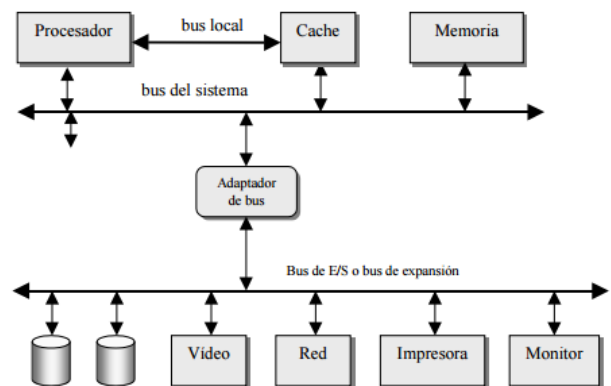 Procesador
bus local
Cache
Memoria
bus del sistema
Adaptador
de bus
Bus de E/S o bus de expansión
Vídeo
Red
Impresora
Monitor